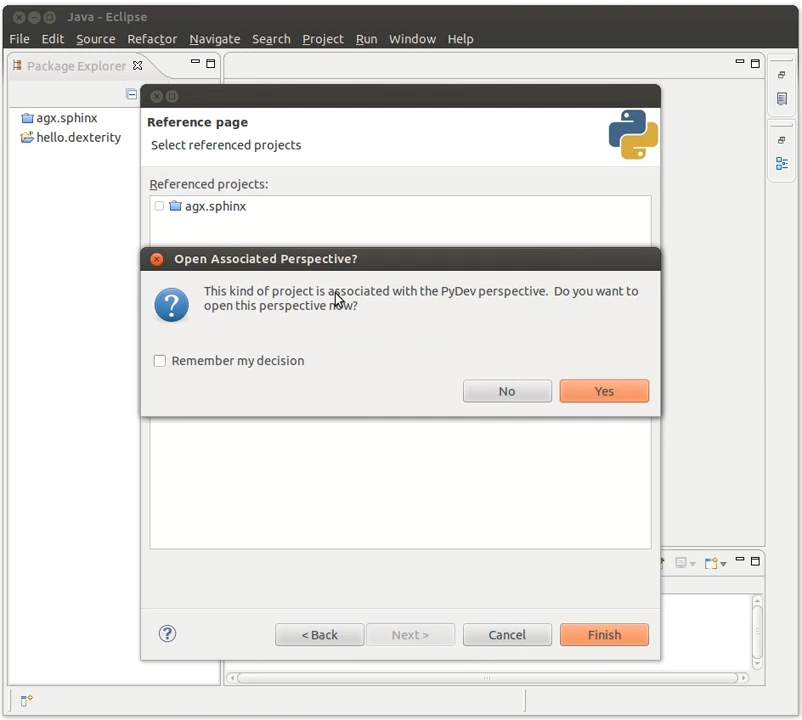 Java - Eclipse
File Edit Source Refactor Navigate Search Project Run Window Help
Package Explorer
agx.sphinx
hello.dexterity
Reference page
Select referenced projects
Referenced projects:
agx.sphinx
Open Associated Perspective?
This kind of project is associated with the PyDev perspective. Do you want to
open this perspective now?
Remember my decision
No Yes
< Back Next > Cancel Finish